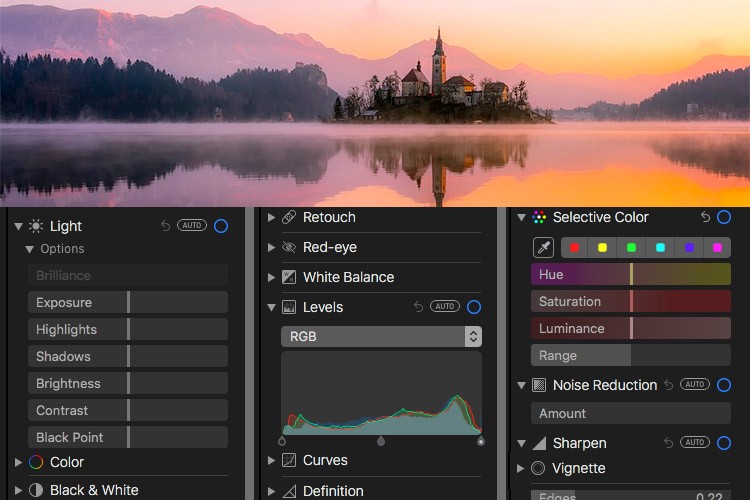 Light
AUTO
Options
Brilliance
Exposure
Highlights
Shadows
Brightness
Contrast
Black Point
Color
Black & White
Retouch
Red-eye
White Balance
Levels
AUTO
RGB
Curves
Definition
Selective Color
Hue
Saturation
Luminance
Range
Noise Reduction
AUTO
Amount
Sharpen
AUTO
Vignette
Edges 0.22